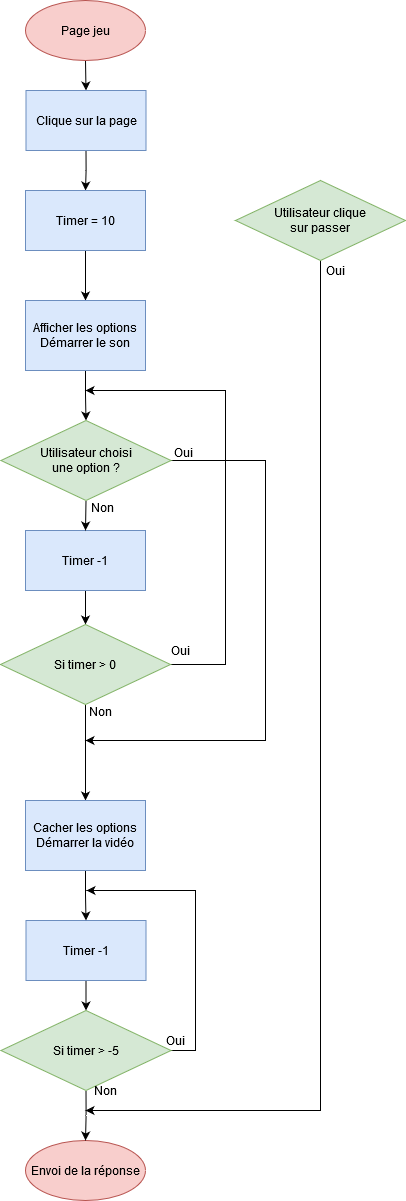 Page jeu
Clique sur la page
Timer = 10
Utilisateur clique
sur passer
Oui
Afficher les options
Démarrer le son
Utilisateur choisi
une option ?
Oui
Non
Timer -1
Si timer > 0
Oui
Non
Cacher les options
Démarrer la vidéo
Timer -1
Si timer > -5
Oui
Non
Envoi de la réponse